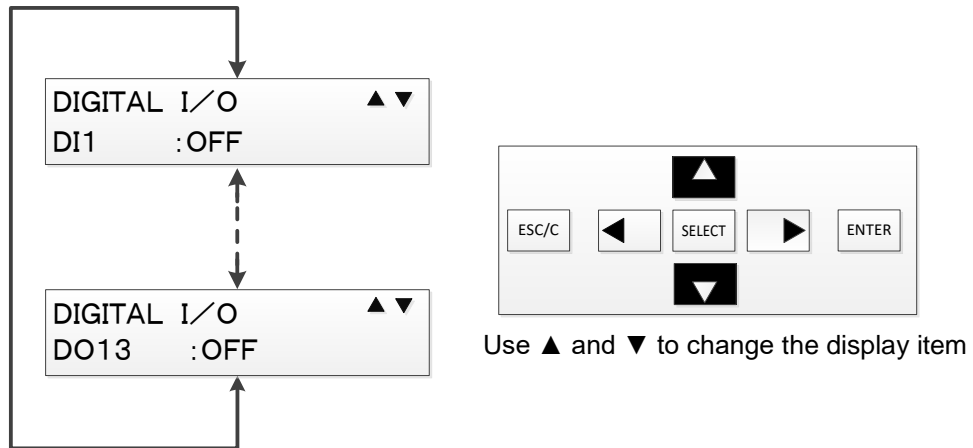 DIGITAL I／O ▲ ▼
DI1 :OFF
DIGITAL I／O ▲ ▼
DO13 :OFF
ESC/C SELECT ENTER
Use ▲ and ▼ to change the display item